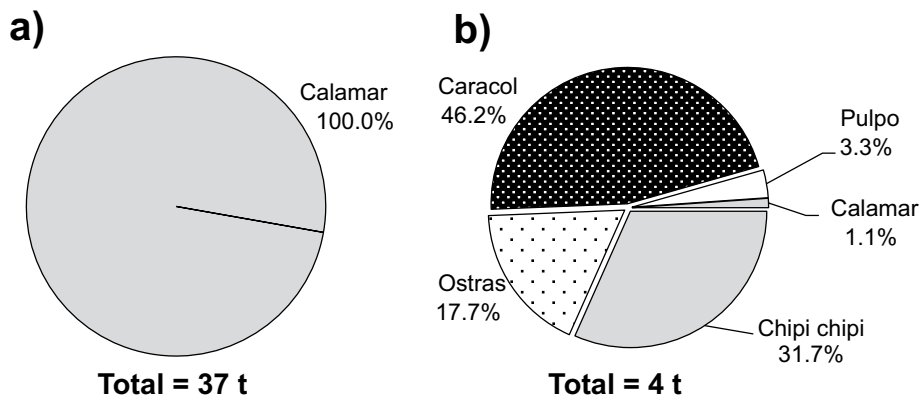 a)
Calamar
100.0%
Total = 37 t
b)
Caracol
46.2%
Pulpo
3.3%
Calamar
1.1%
Ostras
17.7%
Chipi chipi
31.7%
Total = 4 t